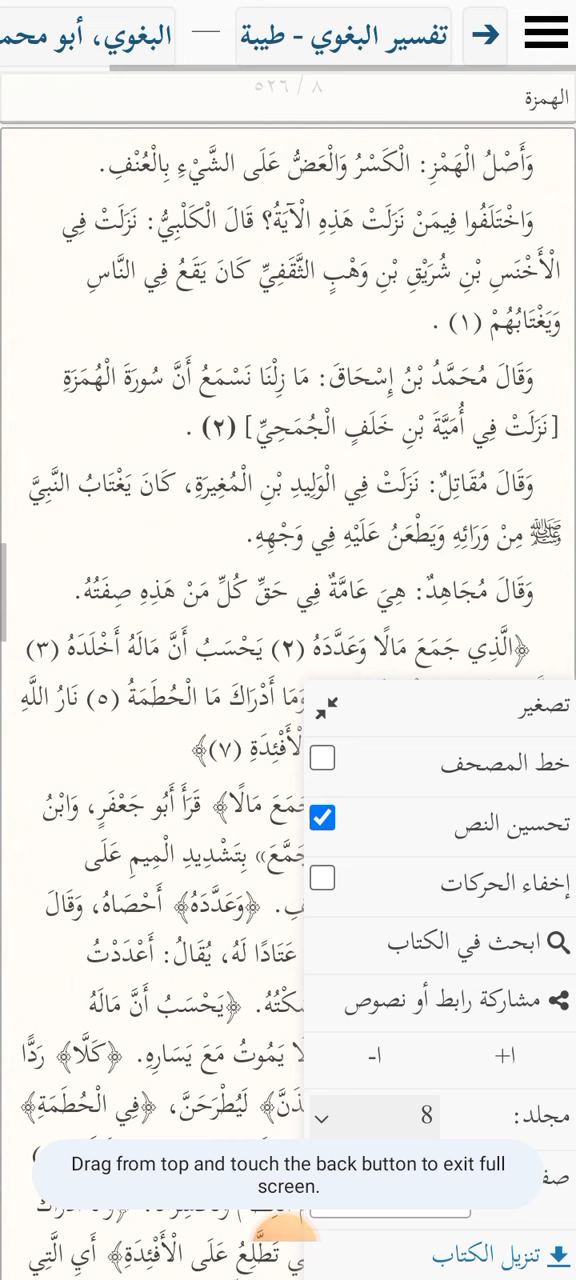 تفسير البغوي - طيبة — البغوي، أبو محم
٨ / ٥٢٦
الهمزة
وَأَصْلُ الْهَمْزِ: الْكَسْرُ وَالْعَضُّ عَلَى الشَّيْءِ بِالْعُنْفِ.
وَاخْتَلَفُوا فِيمَنْ نَزَلَتْ هَذِهِ الْآيَةُ؟ قَالَ الْكَلْبِيُّ: نَزَلَتْ فِي
الْأَخْنَسِ بْنِ شُرَيْقِ بْنِ وَهْبٍ الثَّقَفِيِّ كَانَ يَقَعُ فِي النَّاسِ
وَيَغْتَابُهُمْ (١) .
وَقَالَ مُحَمَّدُ بْنُ إِسْحَاقَ: مَا زِلْنَا نَسْمَعُ أَنَّ سُورَةَ الْهُمَزَةِ
[نَزَلَتْ فِي أُمَيَّةَ بْنِ خَلَفٍ الْجُمَحِيِّ] (٢) .
وَقَالَ مُقَاتِلٌ: نَزَلَتْ فِي الْوَلِيدِ بْنِ الْمُغِيرَةِ، كَانَ يَغْتَابُ النَّبِيَّ
ﷺ مِنْ وَرَائِهِ وَيَطْعَنُ عَلَيْهِ فِي وَجْهِهِ.
وَقَالَ مُجَاهِدٌ: هِيَ عَامَّةٌ فِي حَقِّ كُلِّ مَنْ هَذِهِ صِفَتُهُ.
﴿الَّذِي جَمَعَ مَالًا وَعَدَّدَهُ (٢) يَحْسَبُ أَنَّ مَالَهُ أَخْلَدَهُ (٣)
وَمَا أَدْرَاكَ مَا الْحُطَمَةُ (٥) نَارُ اللَّهِ
الْأَفْئِدَةِ (٧)﴾
جَمَعَ مَالًا﴾ قَرَأَ أَبُو جَعْفَرٍ، وَابْنُ
جَمَّعَ» بِتَشْدِيدِ الْمِيمِ عَلَى
﴿وَعَدَّدَهُ﴾ أَحْصَاهُ، وَقَالَ
عَتَادًا لَهُ، يُقَالُ: أَعْدَدْتُ
﴿يَحْسَبُ أَنَّ مَالَهُ
لَا يَمُوتُ مَعَ يَسَارِهِ. ﴿كَلَّا﴾ رَدًّا
لَيُطْرَحَنَّ، ﴿فِي الْحُطَمَةِ﴾
تَطَّلِعُ عَلَى الْأَفْئِدَةِ﴾ أَيِ الَّتِي
تصغير
خط المصحف
تحسين النص
إخفاء الحركات
ابحث في الكتاب
مشاركة رابط أو نصوص
ا+ ا-
مجلد: 8
Drag from top and touch the back button to exit full
screen.
تنزيل الكتاب